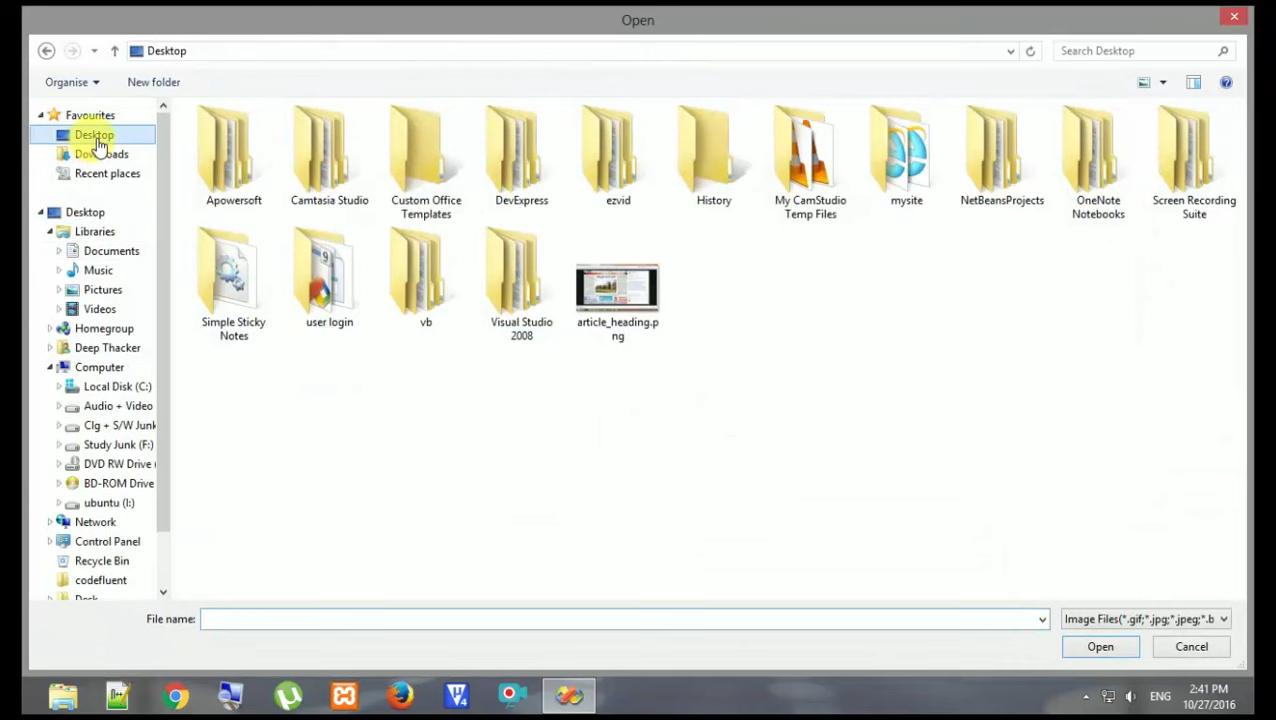 Open
Desktop
Search Desktop
Organise
New folder
Favourites
Desktop
Downloads
Recent places
Desktop
Libraries
Documents
Music
Pictures
Videos
Homegroup
Deep Thacker
Computer
Local Disk (C:)
Audio + Video
Clg + S/W Junk
Study Junk (F:)
DVD RW Drive (
BD-ROM Drive
ubuntu (I:)
Network
Control Panel
Recycle Bin
codefluent
Desk
Apowersoft
Camtasia Studio
Custom Office
Templates
DevExpress
ezvid
History
My CamStudio
Temp Files
mysite
NetBeansProjects
OneNote
Notebooks
Screen Recording
Suite
Simple Sticky
Notes
user login
vb
Visual Studio
2008
article_heading.p
ng
File name:
Image Files(*.gif;*.jpg;*.jpeg;*.b
Open
Cancel
ENG
2:41 PM
10/27/2016